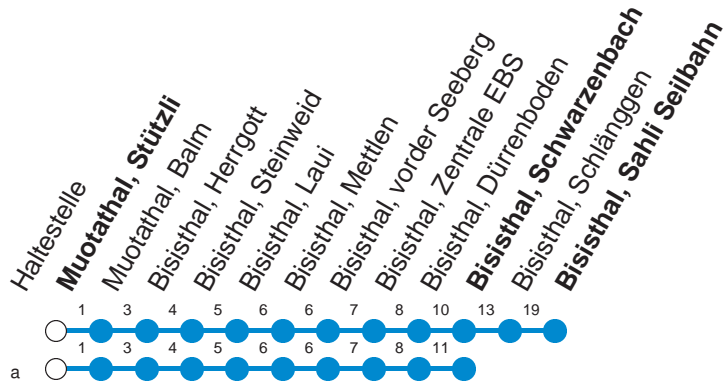 Haltestelle
Muotathal, Stützli
Muotathal, Balm
Bisisthal, Herrgott
Bisisthal, Steinweid
Bisisthal, Laui
Bisisthal, Mettlen
Bisisthal, vorder Seeberg
Bisisthal, Zentrale EBS
Bisisthal, Dürrenboden
Bisisthal, Schwarzenbach
Bisisthal, Schlänggen
Bisisthal, Sahli Seilbahn
1 3 4 5 6 6 7 8 10 13 19
a 1 3 4 5 6 6 7 8 11